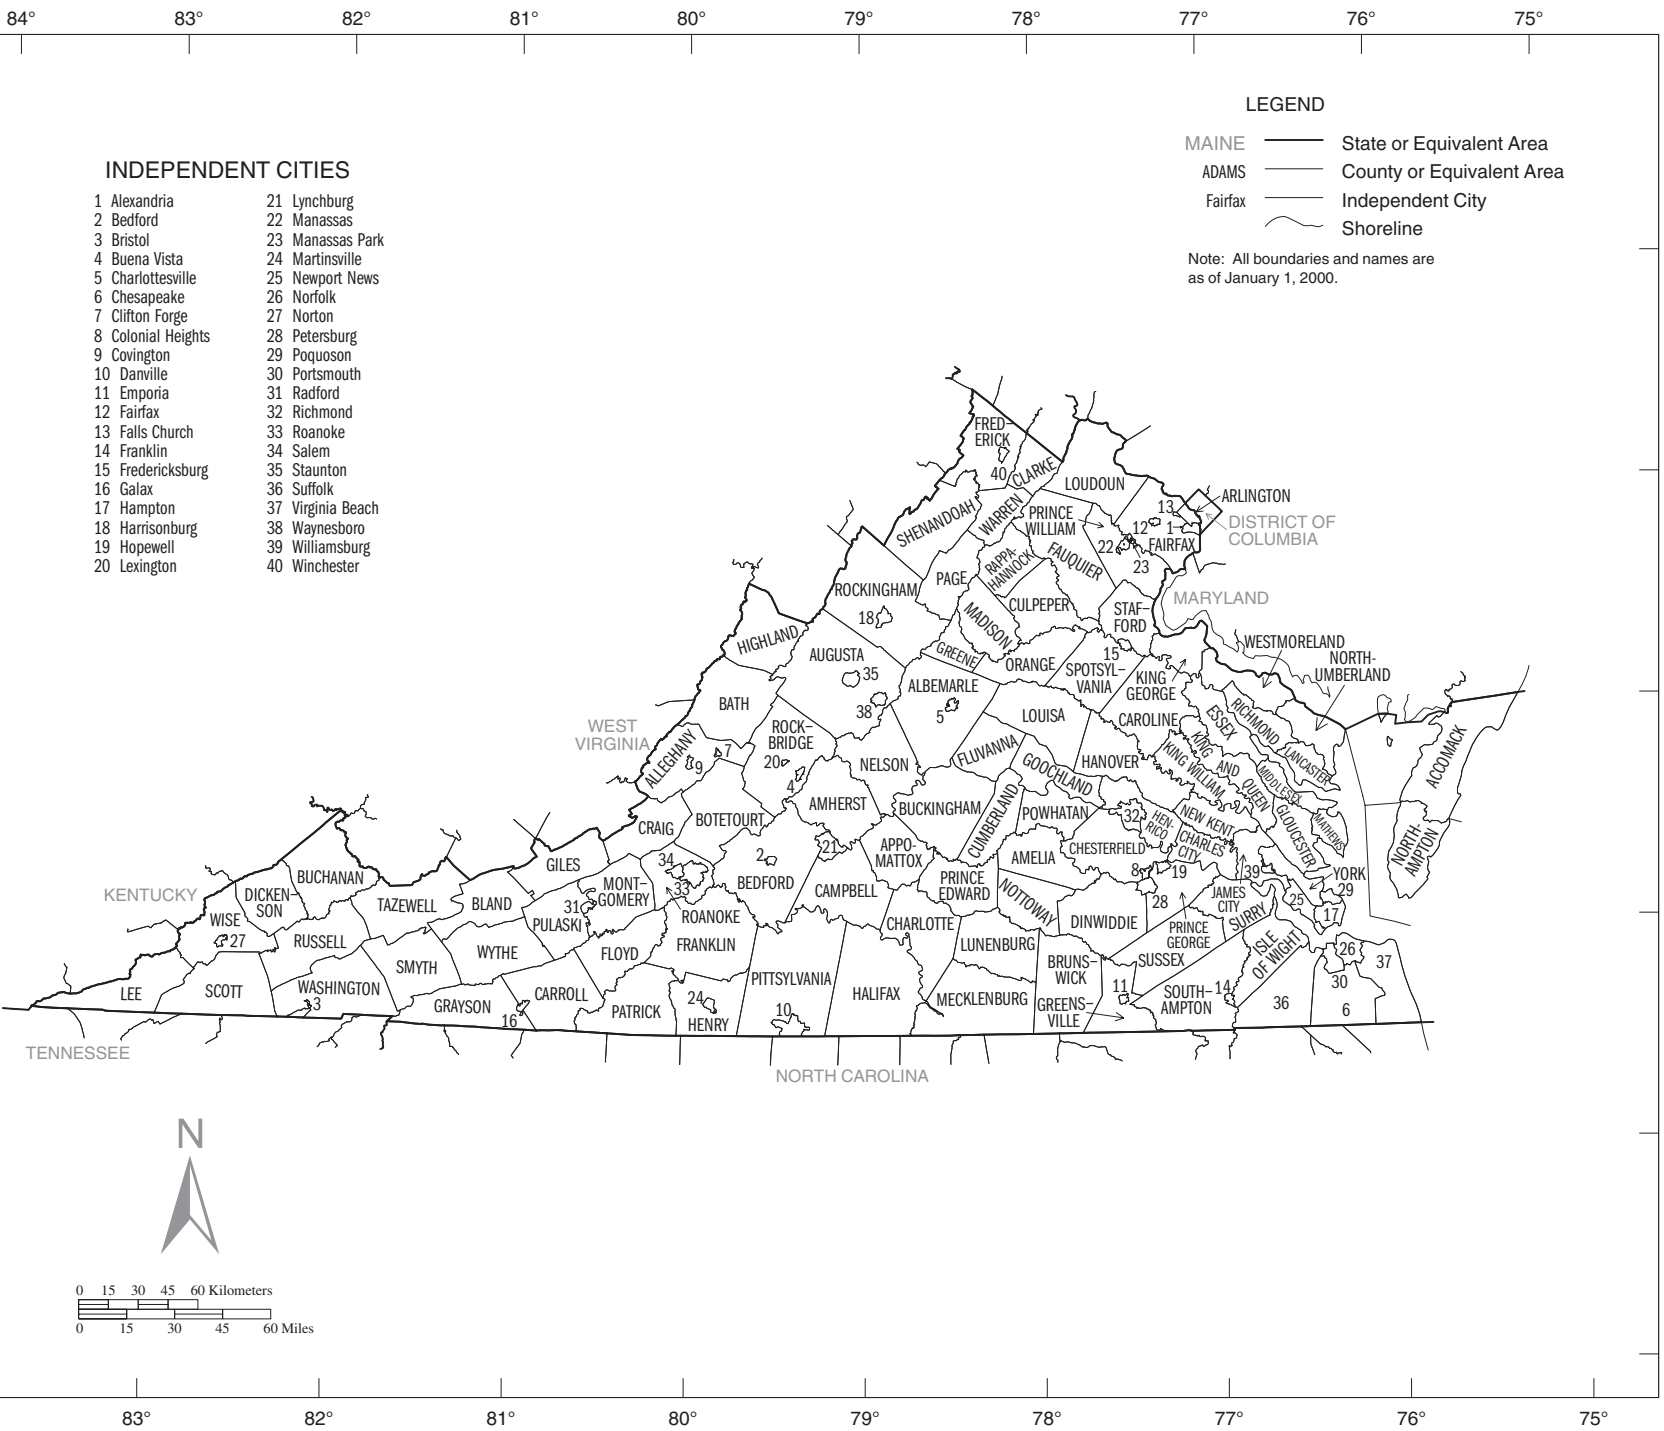 84° 83° 82° 81° 80° 79° 78° 77° 76° 75°
LEGEND
MAINE State or Equivalent Area
ADAMS County or Equivalent Area
Fairfax Independent City
Shoreline
Note: All boundaries and names are
as of January 1, 2000.
INDEPENDENT CITIES
1 Alexandria
2 Bedford
3 Bristol
4 Buena Vista
5 Charlottesville
6 Chesapeake
7 Clifton Forge
8 Colonial Heights
9 Covington
10 Danville
11 Emporia
12 Fairfax
13 Falls Church
14 Franklin
15 Fredericksburg
16 Galax
17 Hampton
18 Harrisonburg
19 Hopewell
20 Lexington
21 Lynchburg
22 Manassas
23 Manassas Park
24 Martinsville
25 Newport News
26 Norfolk
27 Norton
28 Petersburg
29 Poquoson
30 Portsmouth
31 Radford
32 Richmond
33 Roanoke
34 Salem
35 Staunton
36 Suffolk
37 Virginia Beach
38 Waynesboro
39 Williamsburg
40 Winchester
FRED-
ERICK
40
CLARKE
LOUDOUN
SHENANDOAH
WARREN
PRINCE
WILLIAM
FAUQUIER
13
12
1
22
23
FAIRFAX
ARLINGTON
DISTRICT OF
COLUMBIA
MARYLAND
ROCKINGHAM
18
PAGE
RAPPA-
HANNOCK
CULPEPER
MADISON
STAF-
FORD
HIGHLAND
AUGUSTA
35
38
GREENE
ORANGE
15
SPOTSYL-
VANIA
KING
GEORGE
WESTMORELAND
NORTH-
UMBERLAND
BATH
ALBEMARLE
5
LOUISA
CAROLINE
ESSEX
RICHMOND
LANCASTER
WEST
VIRGINIA
ALLEGHANY
9
7
ROCK-
BRIDGE
20
4
NELSON
FLUVANNA
GOOCHLAND
HANOVER
KING WILLIAM
KING AND QUEEN
MIDDLESEX
MATHEWS
GLOUCESTER
ACCOMACK
NORTH-
AMPTON
CRAIG
BOTETOURT
AMHERST
BUCKINGHAM
CUMBERLAND
POWHATAN
32
HEN-
RICO
NEW KENT
CHARLES
CITY
GILES
34
33
2
BEDFORD
21
APPO-
MATTOX
AMELIA
CHESTERFIELD
8
19
39
YORK
29
25
17
KENTUCKY
BUCHANAN
DICKEN-
SON
WISE
27
TAZEWELL
BLAND
31
PULASKI
MONT-
GOMERY
ROANOKE
CAMPBELL
PRINCE
EDWARD
NOTTOWAY
28
DINWIDDIE
PRINCE
GEORGE
JAMES
CITY
SURRY
RUSSELL
WYTHE
FLOYD
FRANKLIN
CHARLOTTE
LUNENBURG
SUSSEX
ISLE
OF WIGHT
26
37
30
6
LEE
SCOTT
WASHINGTON
3
SMYTH
GRAYSON
16
CARROLL
PATRICK
24
HENRY
PITTSYLVANIA
10
HALIFAX
MECKLENBURG
BRUNS-
WICK
GREENS-
VILLE
11
SOUTH-
AMPTON
14
36
TENNESSEE
NORTH CAROLINA
N
0 15 30 45 60 Kilometers
0 15 30 45 60 Miles
83° 82° 81° 80° 79° 78° 77° 76° 75°